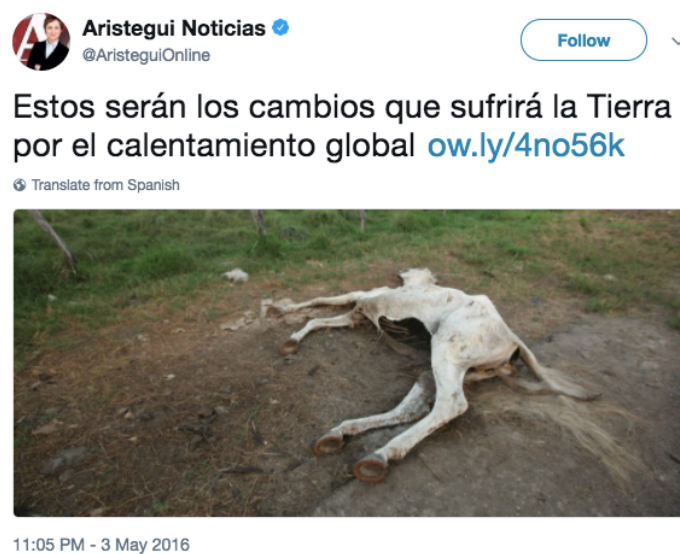 Aristegui Noticias
@AristeguiOnline
Follow
Estos serán los cambios que sufrirá la Tierra
por el calentamiento global ow.ly/4no56k
Translate from Spanish
11:05 PM - 3 May 2016